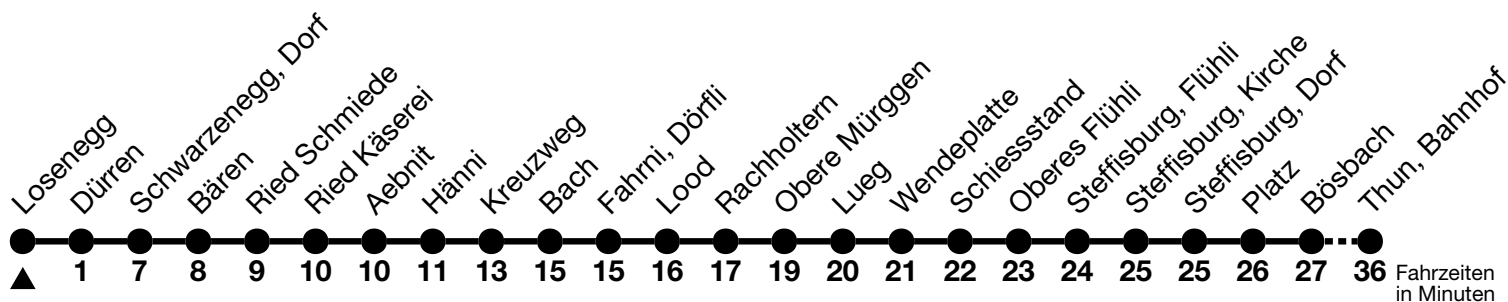 Losenegg
Dürren
Schwarzenegg, Dorf
Bären
Ried Schmiede
Ried Käserei
Aebnit
Hänni
Kreuzweg
Bach
Fahrni, Dörfli
Lood
Rachholtern
Obere Mürggen
Lueg
Wendeplatte
Schiessstand
Oberes Flühli
Steffisburg, Flühli
Steffisburg, Kirche
Steffisburg, Dorf
Platz
Bösbach
Thun, Bahnhof
1 7 8 9 10 10 11 13 15 15 16 17 19 20 21 22 23 24 25 25 26 27 36 Fahrzeiten
in Minuten